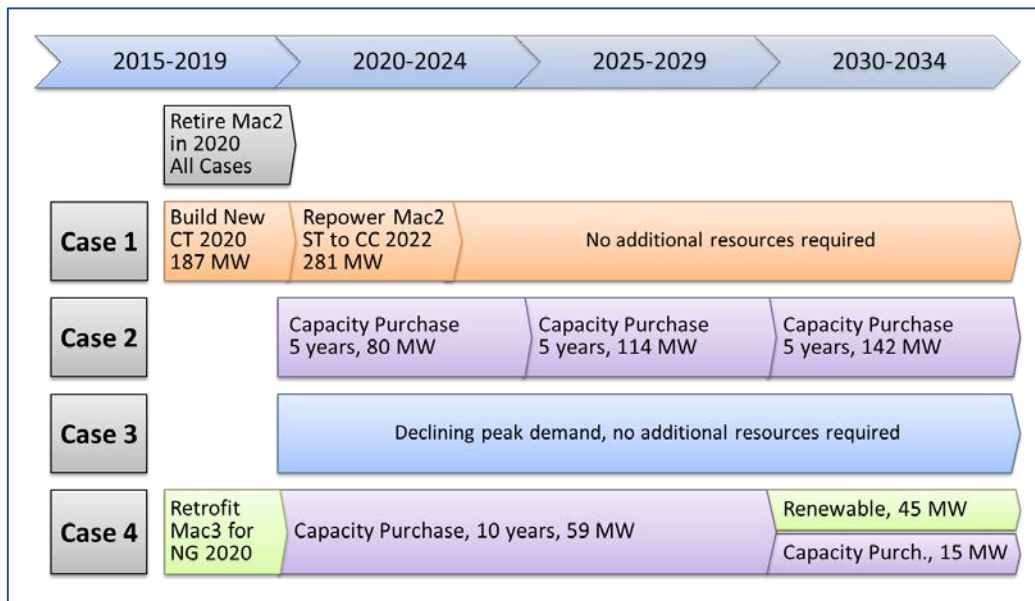 2015-2019
2020-2024
2025-2029
2030-2034
Retire Mac2
in 2020
All Cases
Case 1
Build New
CT 2020
187 MW
Repower Mac2
ST to CC 2022
281 MW
No additional resources required
Case 2
Capacity Purchase
5 years, 80 MW
Capacity Purchase
5 years, 114 MW
Capacity Purchase
5 years, 142 MW
Case 3
Declining peak demand, no additional resources required
Case 4
Retrofit
Mac3 for
NG 2020
Capacity Purchase, 10 years, 59 MW
Renewable, 45 MW
Capacity Purch., 15 MW